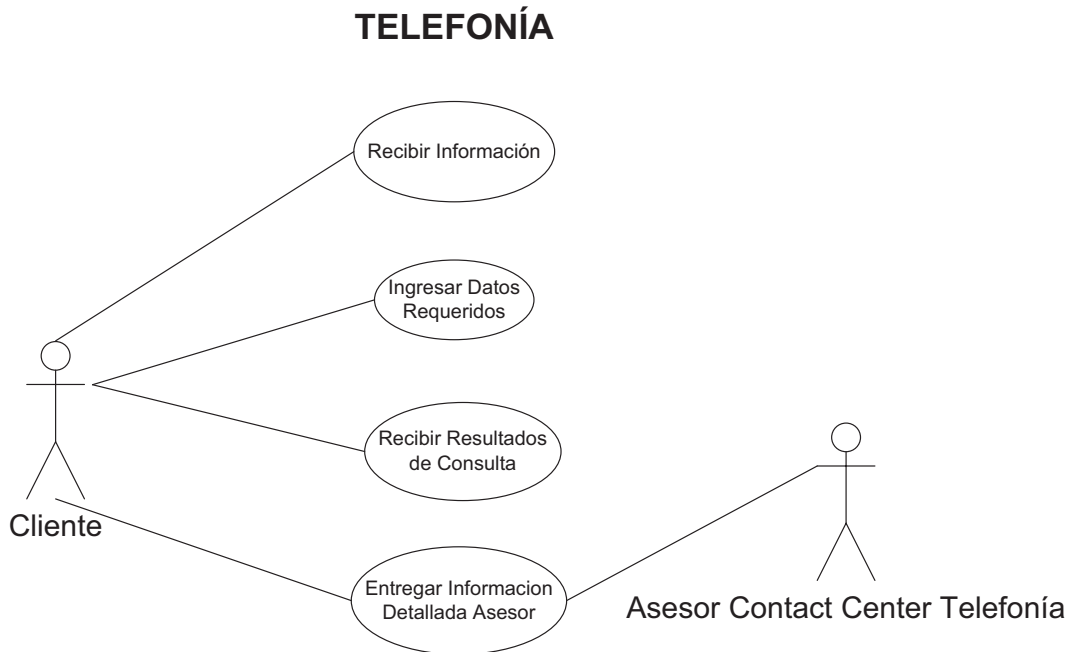 TELEFONÍA
Recibir Información
Ingresar Datos
Requeridos
Recibir Resultados
de Consulta
Cliente
Entregar Informacion
Detallada Asesor
Asesor Contact Center Telefonía